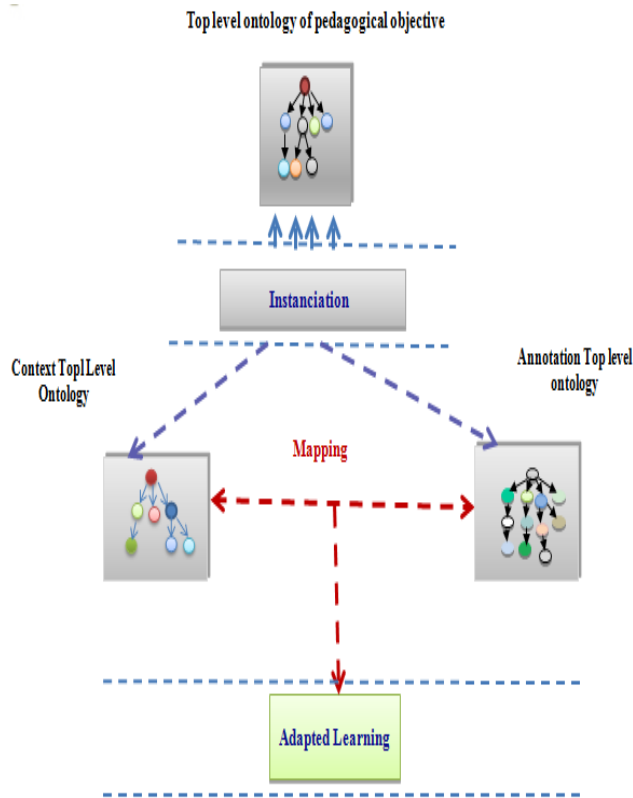 Top level ontology of pedagogical objective
Instanciation
Context Topl Level
Ontology
Annotation Top level
ontology
Mapping
Adapted Learning